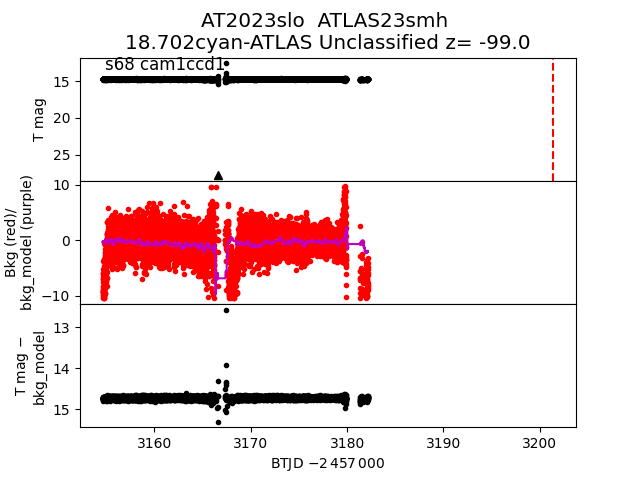 AT2023slo  ATLAS23smh
18.702cyan-ATLAS Unclassified z= -99.0
s68 cam1ccd1
T mag
15
20
25
Bkg (red)/
bkg_model (purple)
10
0
−10
T mag −
bkg_model
13
14
15
3160
3170
3180
3190
3200
BTJD −2 457 000